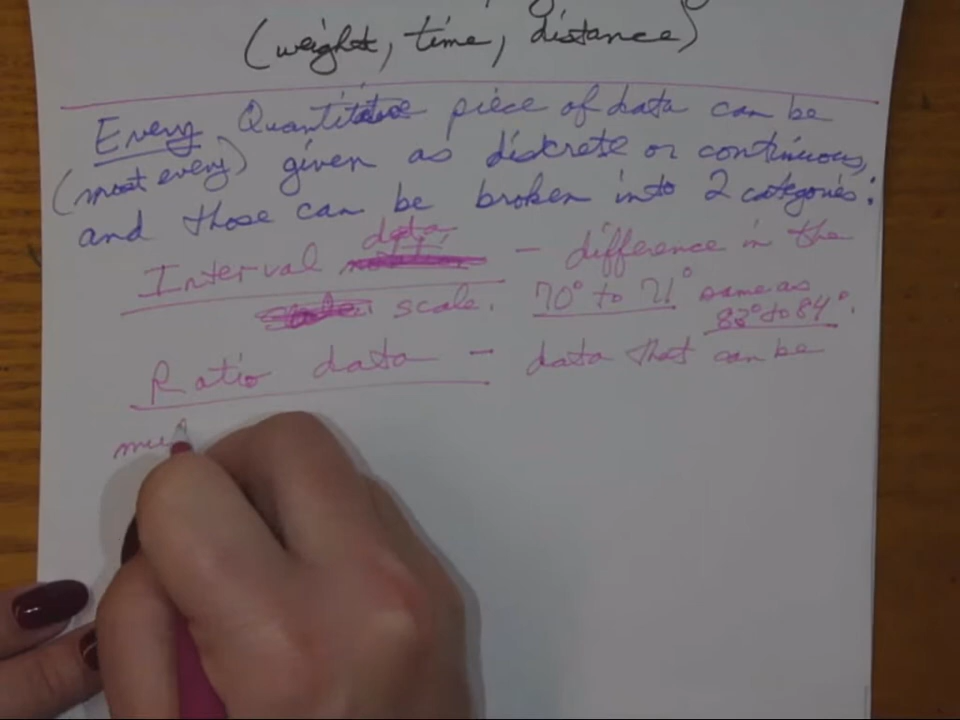 (weight, time, distance)
Every Quantitative piece of data can be
(most every) given as discrete or continuous,
and those can be broken into 2 categories:
Interval data - difference in the
scale. 70° to 71° same as
83° to 84°.
Ratio data - data that can be
mul